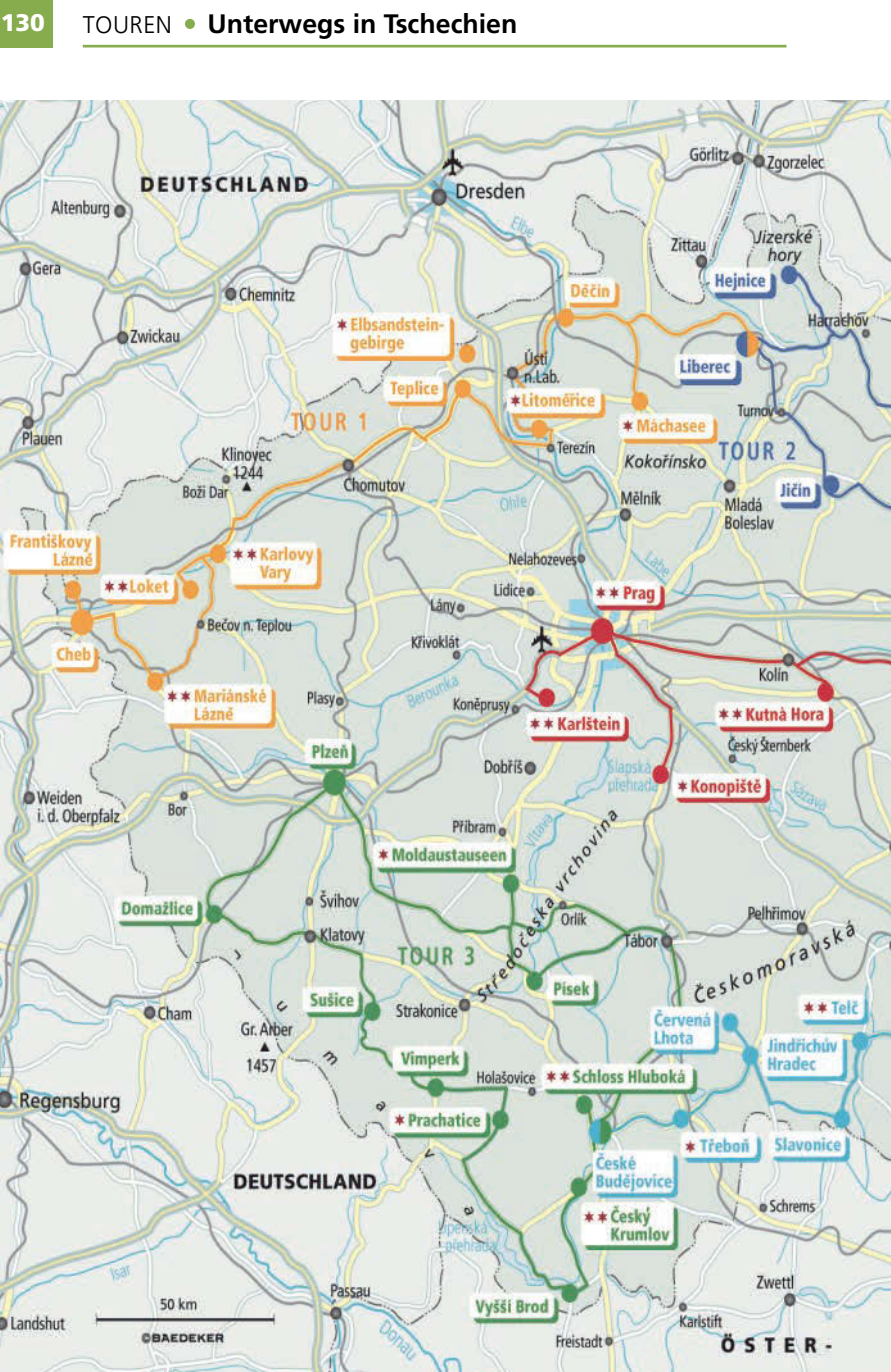 130 TOUREN • Unterwegs in Tschechien
DEUTSCHLAND
Dresden
Görlitz
Zgorzelec
Altenburg
Elbe
Zittau
Jizerské
hory
Gera
Hejnice
Chemnitz
Děčín
Harrachov
Zwickau
★ Elbsandstein-
gebirge
Ústí
n.Lab.
Liberec
Teplice
★ Litoměřice
Turnov
TOUR 1
★ Máchasee
Plauen
Terezín
TOUR 2
Klinovec
1244
Kokořínsko
Boží Dar
Chomutov
Jičín
Ohře
Mělník
Mladá
Boleslav
Františkovy
Lázně
★★ Karlovy
Vary
Nelahozeves
Labe
★★ Loket
Lidice
★★ Prag
Lány
Bečov n. Teplou
Křivoklát
Cheb
Kolín
★★ Mariánské
Lázně
Plasy
Berounka
Koněprusy
★★ Karlštein
★★ Kutná Hora
Český Šternberk
Plzeň
Dobříš
Slapská
přehrada
★ Konopiště
Weiden
i. d. Oberpfalz
Bor
Sázava
Příbram
Vltava
★ Moldaustauseen
Středočeská vrchovina
Domažlice
Švihov
Orlík
Pelhřimov
Klatovy
TOUR 3
Tábor
Českomoravská
Písek
Sušice
Strakonice
★★ Telč
Cham
Červená
Lhota
Gr. Arber
1457
Šumava
Jindřichův
Hradec
Vimperk
Holašovice
★★ Schloss Hluboká
Regensburg
★ Prachatice
★ Třeboň
Slavonice
České
Budějovice
DEUTSCHLAND
★★ Český
Krumlov
Schrems
Lipenská
přehrada
Isar
Passau
Zwettl
50 km
Vyšší Brod
Karlstift
Landshut
©BAEDEKER
Donau
Freistadt
ÖSTER-